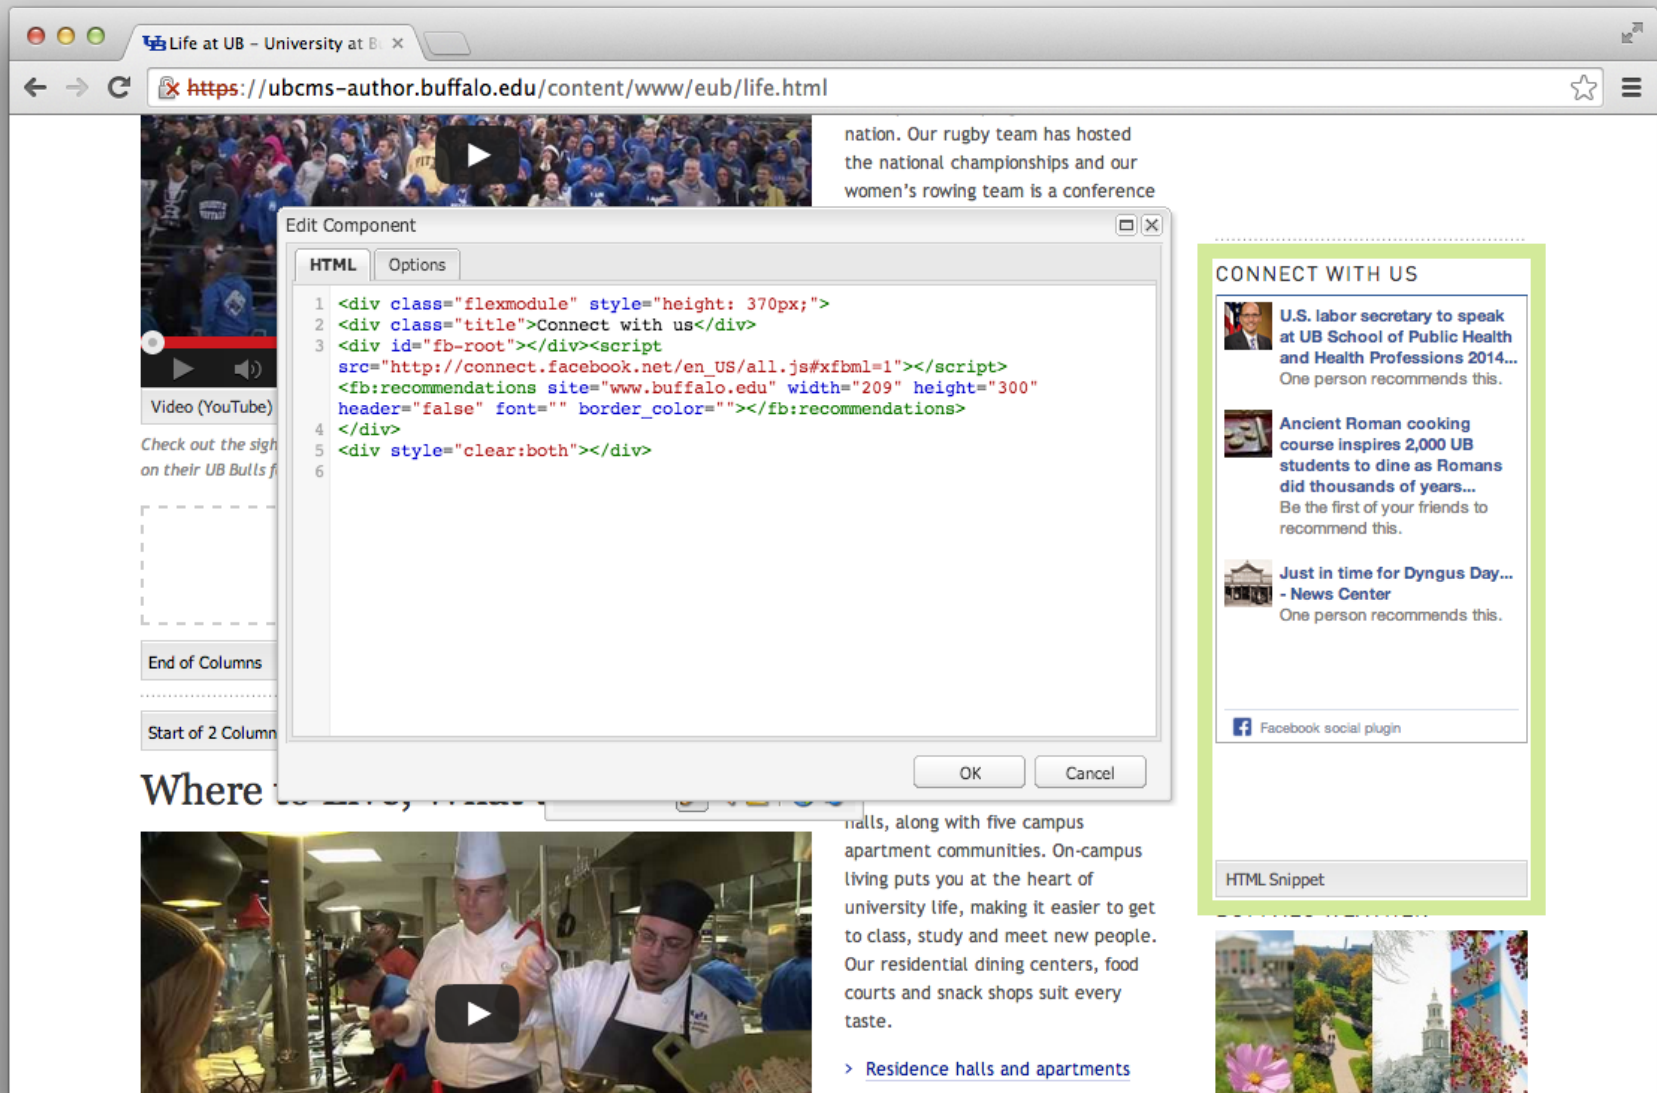 Life at UB – University at B
https://ubcms-author.buffalo.edu/content/www/eub/life.html
nation. Our rugby team has hosted
the national championships and our
women's rowing team is a conference
Video (YouTube)
Check out the sigh
on their UB Bulls f
End of Columns
Start of 2 Column
Where
Edit Component
HTML
Options
1 <div class="flexmodule" style="height: 370px;">
2 <div class="title">Connect with us</div>
3 <div id="fb-root"></div><script
src="http://connect.facebook.net/en_US/all.js#xfbml=1"></script>
<fb:recommendations site="www.buffalo.edu" width="209" height="300"
header="false" font="" border_color=""></fb:recommendations>
4 </div>
5 <div style="clear:both"></div>
6
OK
Cancel
halls, along with five campus
apartment communities. On-campus
living puts you at the heart of
university life, making it easier to get
to class, study and meet new people.
Our residential dining centers, food
courts and snack shops suit every
taste.
> Residence halls and apartments
CONNECT WITH US
U.S. labor secretary to speak
at UB School of Public Health
and Health Professions 2014...
One person recommends this.
Ancient Roman cooking
course inspires 2,000 UB
students to dine as Romans
did thousands of years...
Be the first of your friends to
recommend this.
Just in time for Dyngus Day...
- News Center
One person recommends this.
Facebook social plugin
HTML Snippet